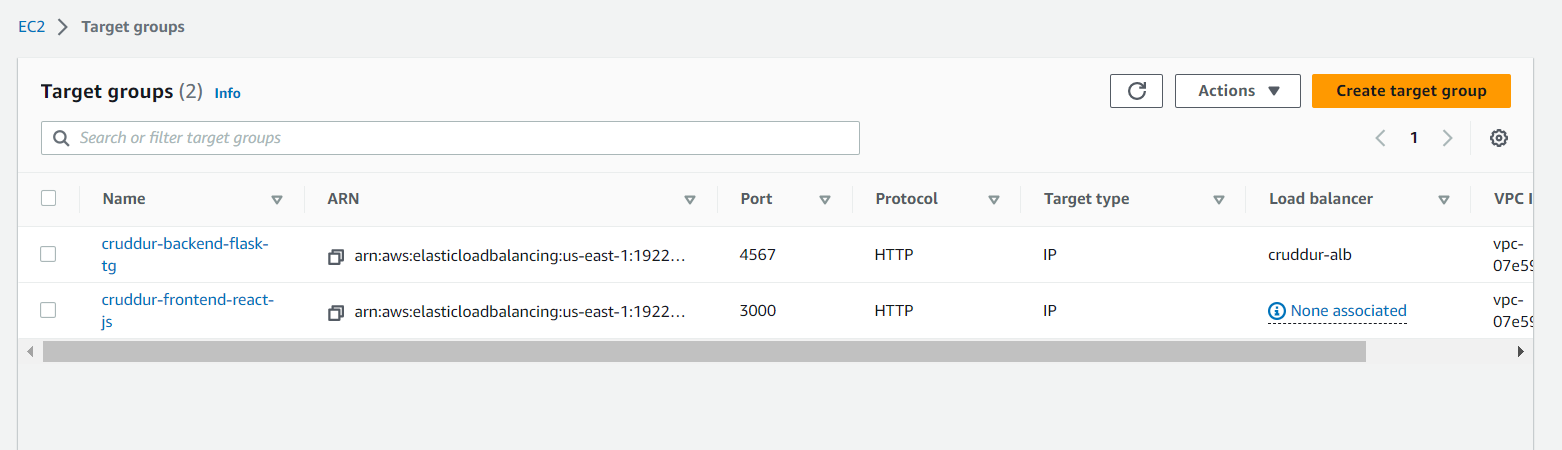 EC2 > Target groups
Target groups (2) Info
Actions
Create target group
Search or filter target groups
1
Name ARN Port Protocol Target type Load balancer VPC I
cruddur-backend-flask-
tg
arn:aws:elasticloadbalancing:us-east-1:1922... 4567 HTTP IP cruddur-alb
vpc-
07e59
cruddur-frontend-react-
js
arn:aws:elasticloadbalancing:us-east-1:1922... 3000 HTTP IP None associated
vpc-
07e59